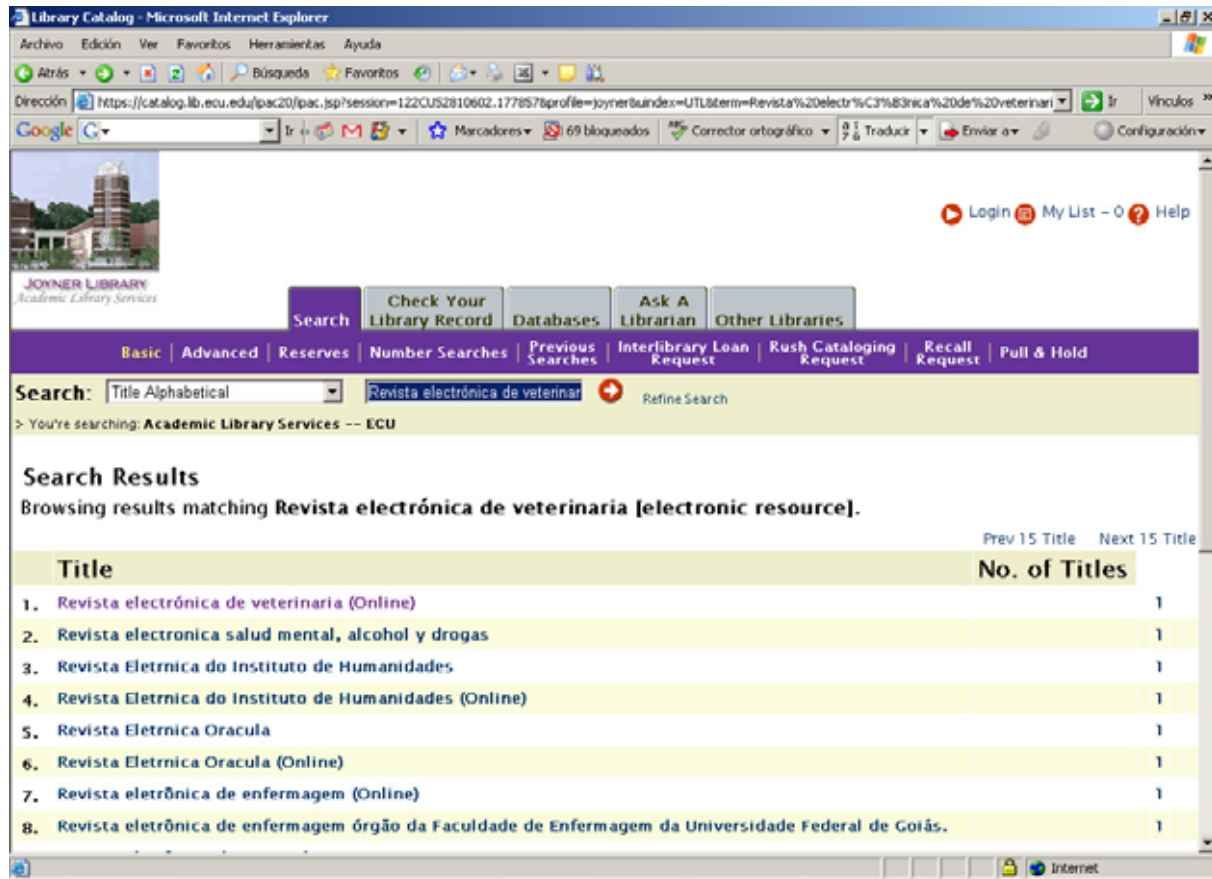 Library Catalog - Microsoft Internet Explorer
Archivo Edición Ver Favoritos Herramientas Ayuda
Atrás Búsqueda Favoritos
Dirección https://catalog.lib.ecu.edu/ipac20/ipac.jsp?session=122CU52810602.177857&profile=joyner&uindex=UTL&term=Revista%20electr%C3%B3nica%20de%20veterinari Ir Vínculos »
Google G Ir Marcadores 69 bloqueados Corrector ortográfico Traducir Enviar a Configuración
Login My List - 0 Help
JOYNER LIBRARY
Academic Library Services
Search Check Your Library Record Databases Ask A Librarian Other Libraries
Basic | Advanced | Reserves | Number Searches | Previous Searches | Interlibrary Loan Request | Rush Cataloging Request | Recall Request | Pull & Hold
Search: Title Alphabetical Revista electrónica de veterinar Refine Search
> You're searching: Academic Library Services -- ECU
Search Results
Browsing results matching Revista electrónica de veterinaria [electronic resource].
Prev 15 Title Next 15 Title
Title No. of Titles
1. Revista electrónica de veterinaria (Online) 1
2. Revista electronica salud mental, alcohol y drogas 1
3. Revista Eletrnica do Instituto de Humanidades 1
4. Revista Eletrnica do Instituto de Humanidades (Online) 1
5. Revista Eletrnica Oracula 1
6. Revista Eletrnica Oracula (Online) 1
7. Revista eletrônica de enfermagem (Online) 1
8. Revista eletrônica de enfermagem órgão da Faculdade de Enfermagem da Universidade Federal de Goiás. 1
Internet